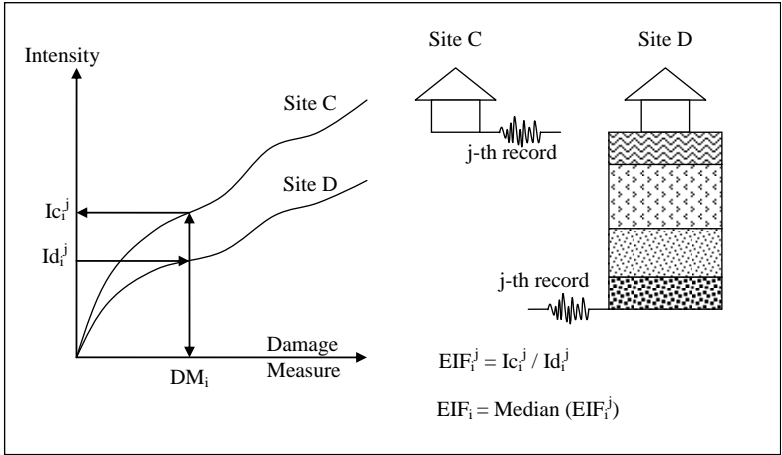 Intensity
Site C
Site D
Ic_i^j
Id_i^j
Damage
Measure
DM_i
Site C
Site D
j-th record
j-th record
EIF_i^j = Ic_i^j / Id_i^j
EIF_i = Median (EIF_i^j)